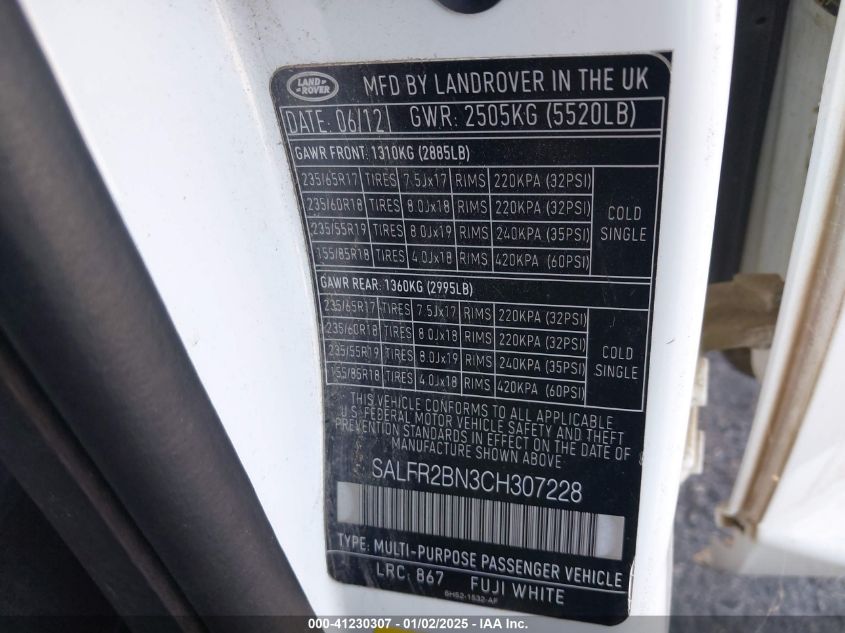 LAND ROVER
MFD BY LANDROVER IN THE UK
DATE: 06/12 GWR: 2505KG (5520LB)
GAWR FRONT: 1310KG (2885LB)
235/65R17 TIRES 7.5Jx17 RIMS 220KPA (32PSI)
235/60R18 TIRES 8.0Jx18 RIMS 220KPA (32PSI)
235/55R19 TIRES 8.0Jx19 RIMS 240KPA (35PSI)
155/85R18 TIRES 4.0Jx18 RIMS 420KPA (60PSI)
COLD
SINGLE
GAWR REAR: 1360KG (2995LB)
235/65R17 TIRES 7.5Jx17 RIMS 220KPA (32PSI)
235/60R18 TIRES 8.0Jx18 RIMS 220KPA (32PSI)
235/55R19 TIRES 8.0Jx19 RIMS 240KPA (35PSI)
155/85R18 TIRES 4.0Jx18 RIMS 420KPA (60PSI)
COLD
SINGLE
THIS VEHICLE CONFORMS TO ALL APPLICABLE
U.S. FEDERAL MOTOR VEHICLE SAFETY AND THEFT
PREVENTION STANDARDS IN EFFECT ON THE DATE OF
MANUFACTURE SHOWN ABOVE
SALFR2BN3CH307228
TYPE: MULTI-PURPOSE PASSENGER VEHICLE
LRC: 867 FUJI WHITE
000-41230307 - 01/02/2025 - IAA Inc.